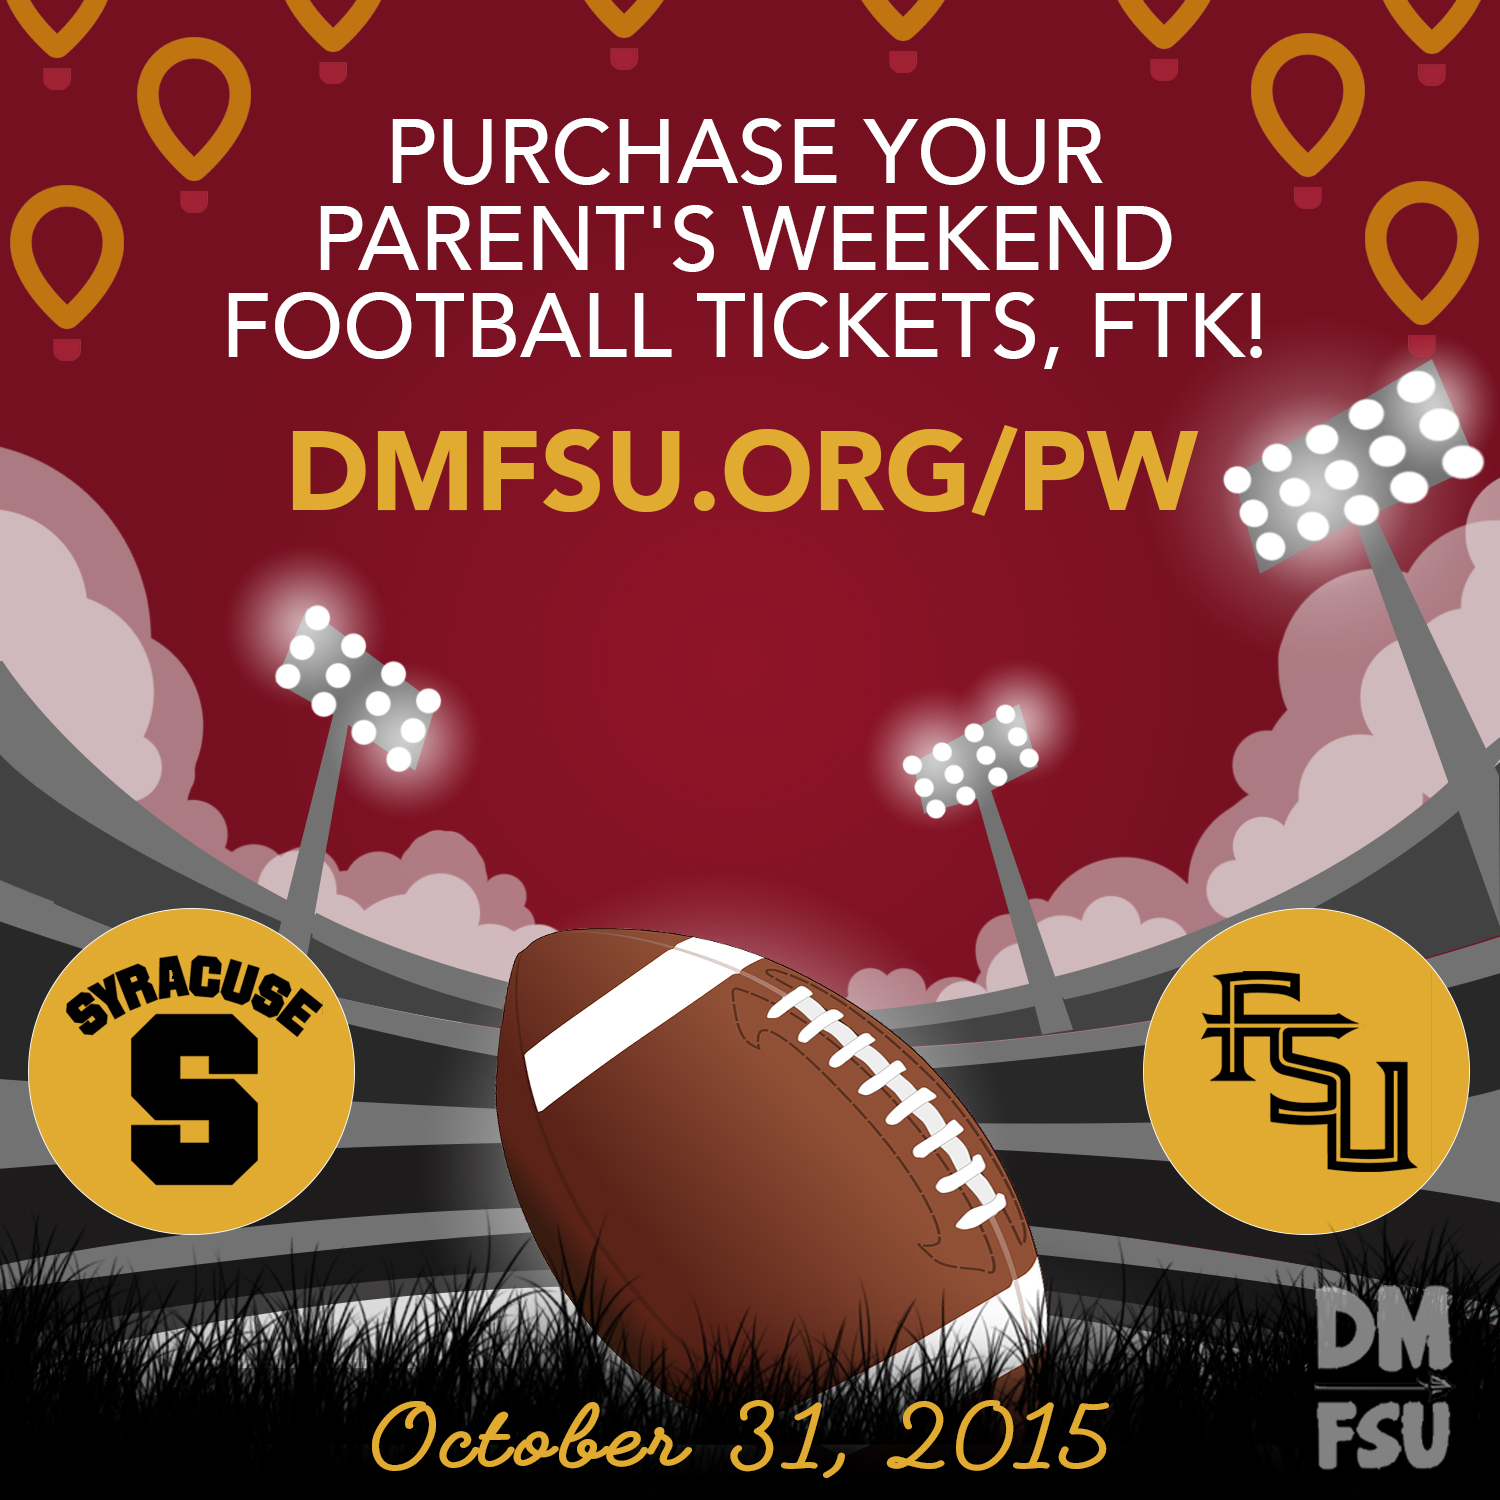 PURCHASE YOUR
PARENT'S WEEKEND
FOOTBALL TICKETS, FTK!
DMFSU.ORG/PW
SYRACUSE
S
FSU
October 31, 2015
DM
FSU